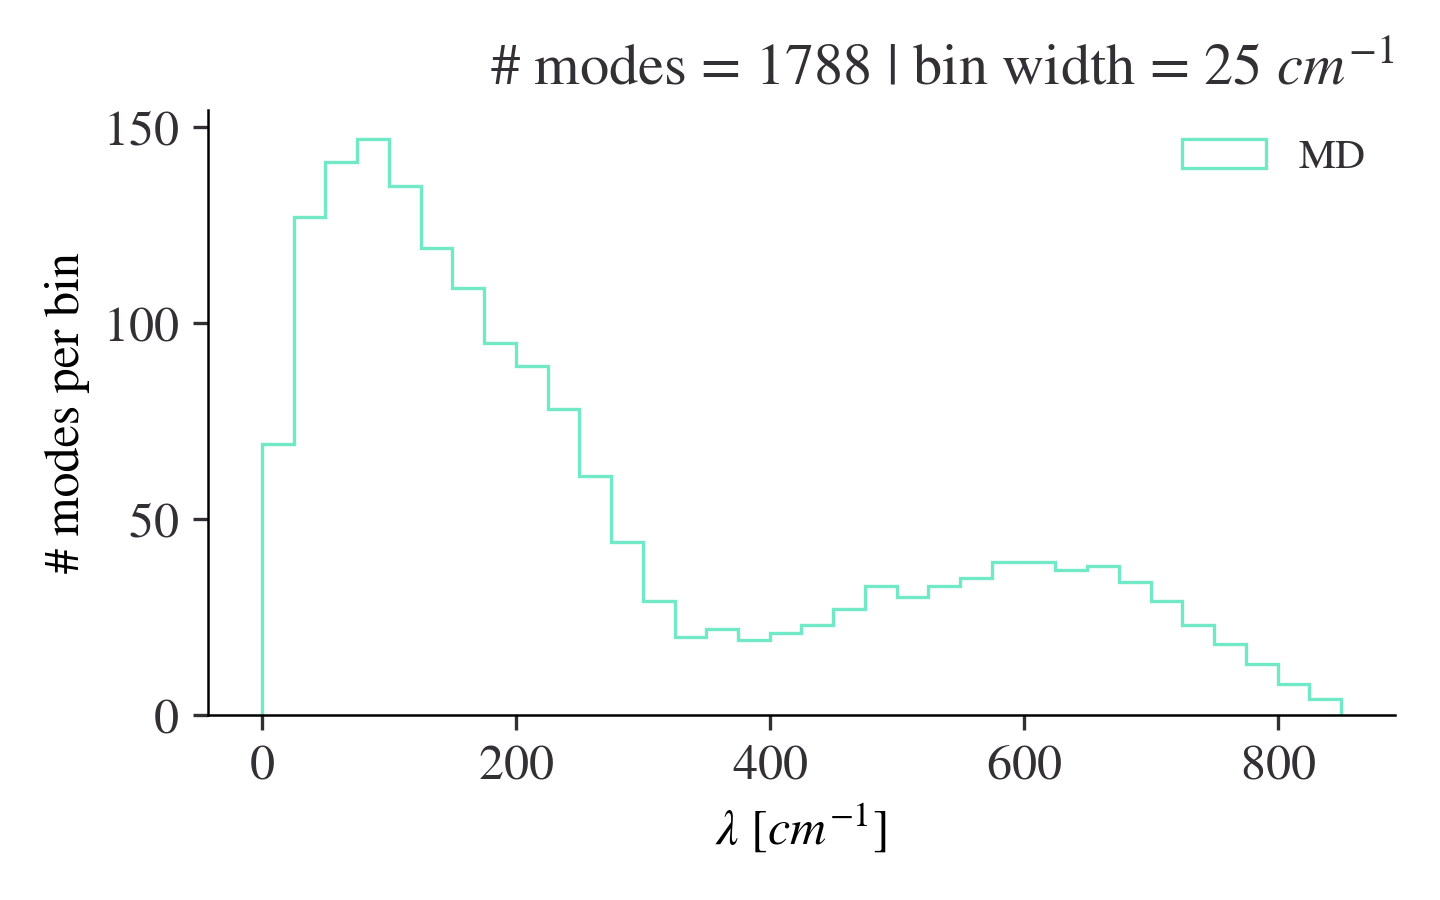 # modes = 1788 | bin width = 25 cm⁻¹
MD
150
100
50
0
# modes per bin
0 200 400 600 800
λ [cm⁻¹]